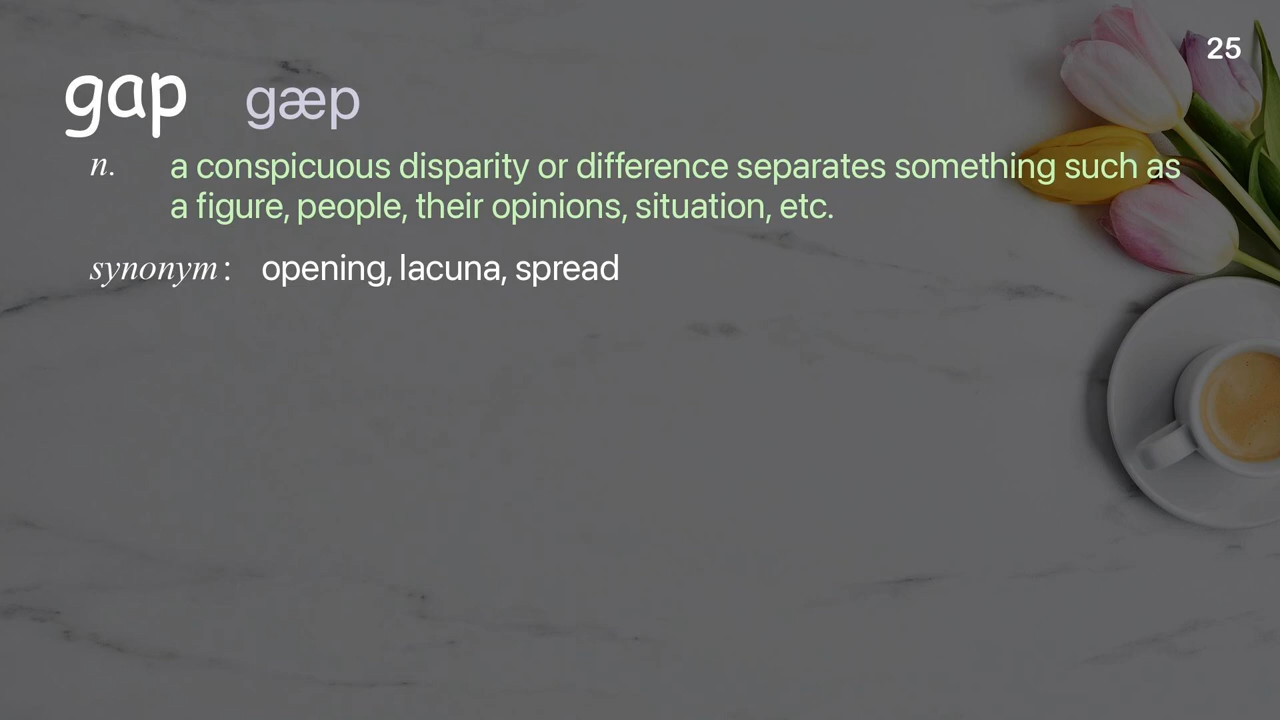 25
gap gæp
n. a conspicuous disparity or difference separates something such as
a figure, people, their opinions, situation, etc.
synonym: opening, lacuna, spread